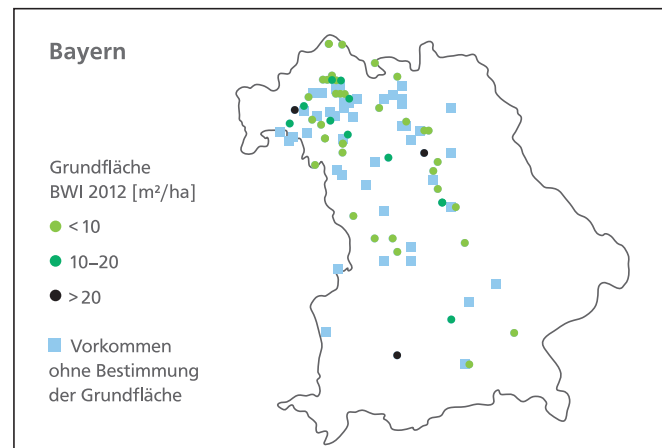 Bayern
Grundfläche
BWI 2012 [m²/ha]
< 10
10–20
> 20
Vorkommen
ohne Bestimmung
der Grundfläche